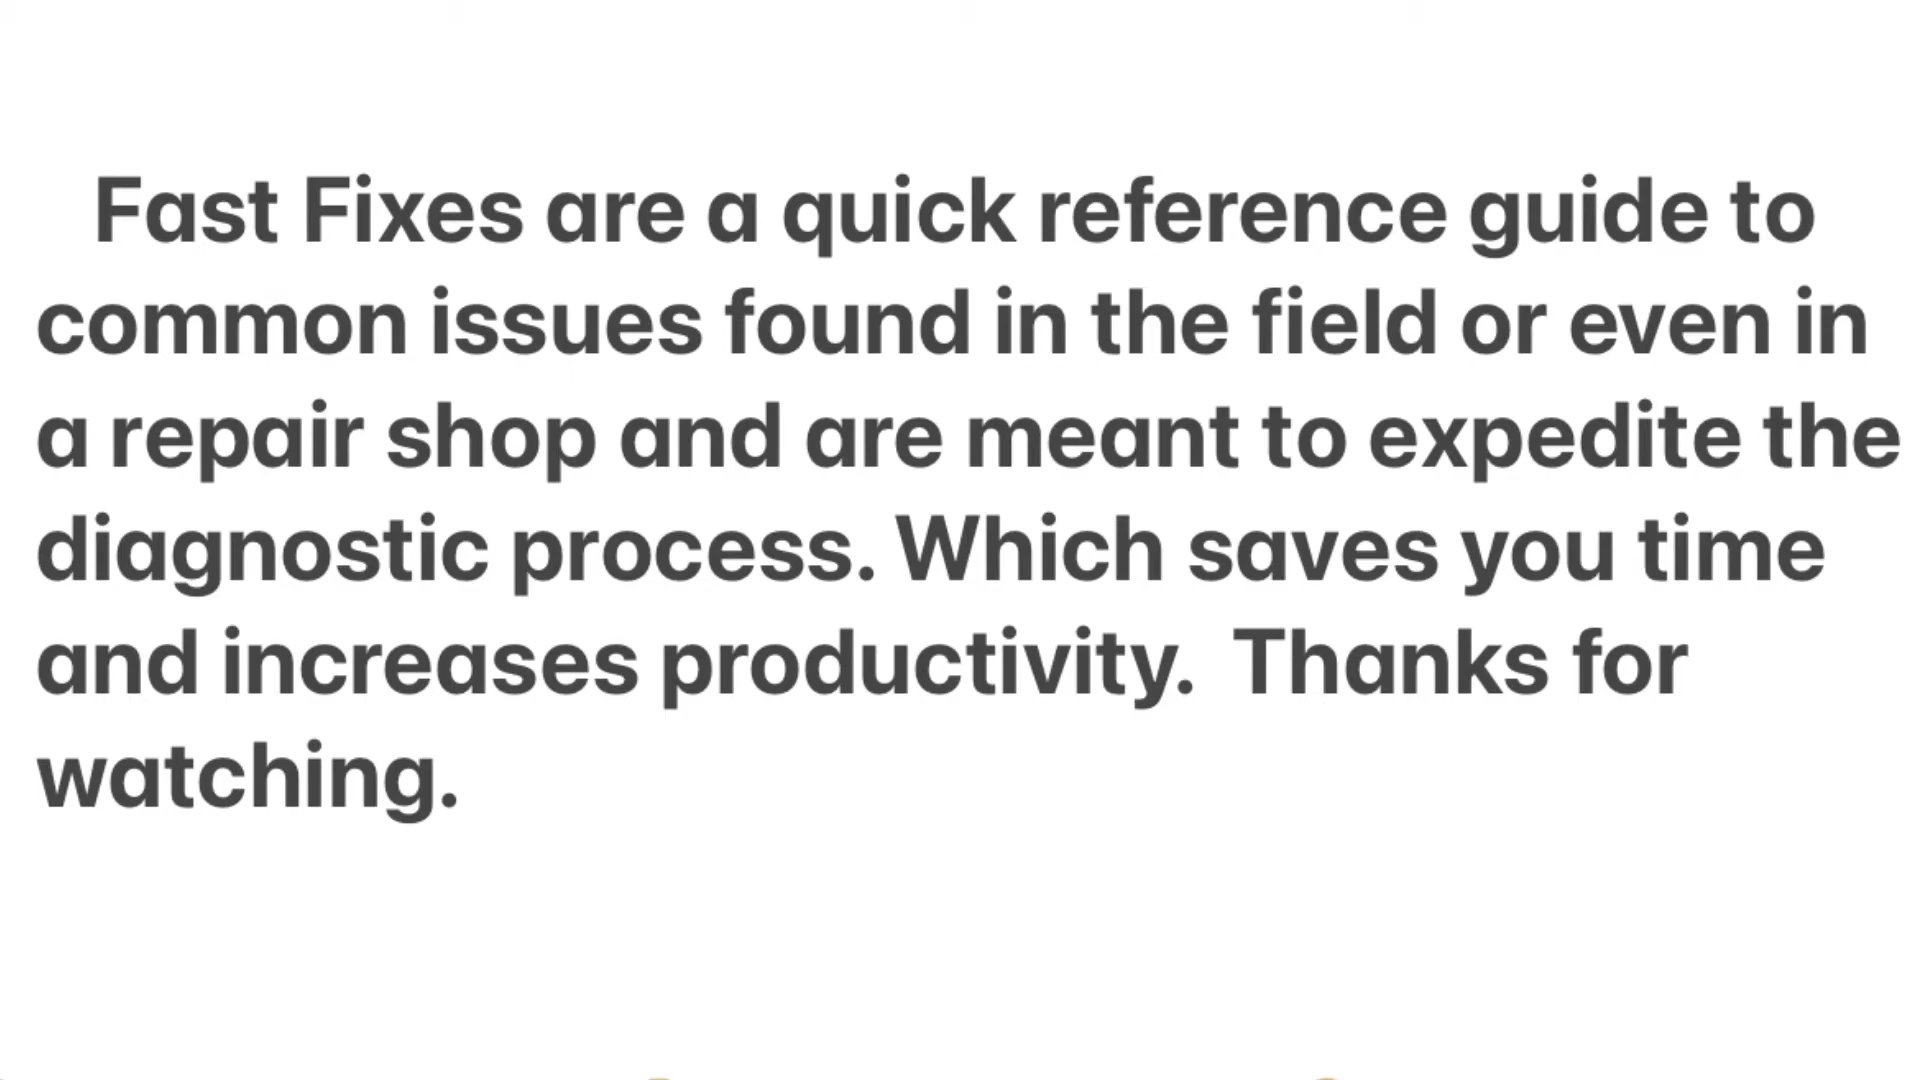 Fast Fixes are a quick reference guide to
common issues found in the field or even in
a repair shop and are meant to expedite the
diagnostic process. Which saves you time
and increases productivity.  Thanks for
watching.